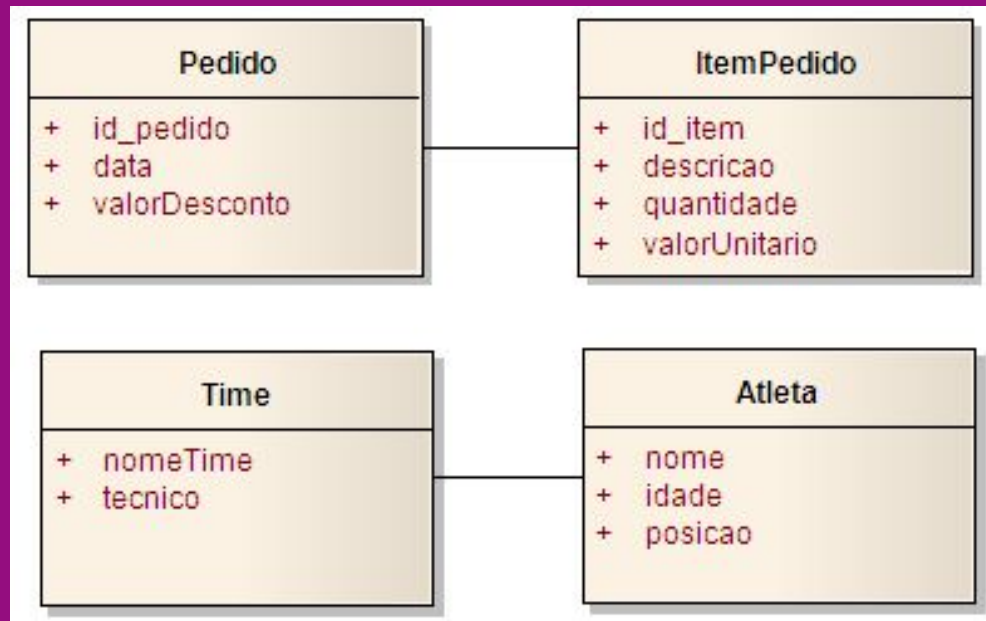 Pedido
+ id_pedido
+ data
+ valorDesconto
ItemPedido
+ id_item
+ descricao
+ quantidade
+ valorUnitario
Time
+ nomeTime
+ tecnico
Atleta
+ nome
+ idade
+ posicao